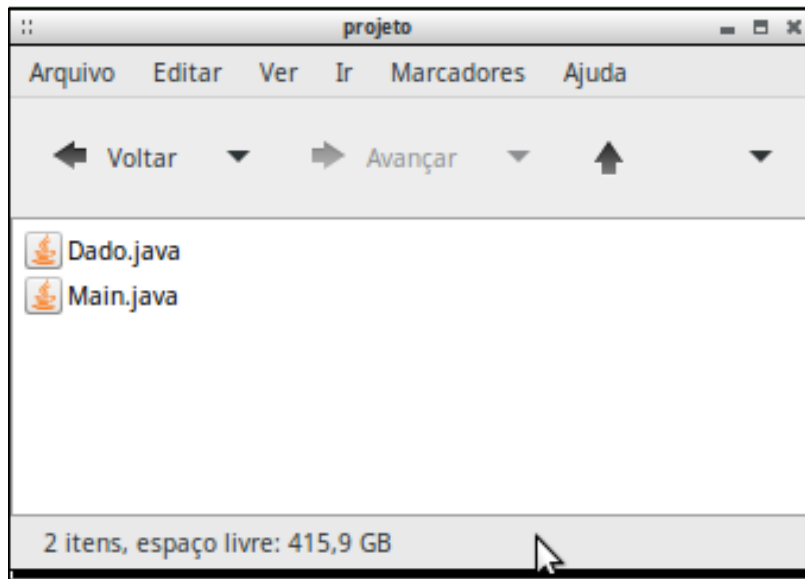 projeto
Arquivo Editar Ver Ir Marcadores Ajuda
Voltar Avançar
Dado.java
Main.java
2 itens, espaço livre: 415,9 GB